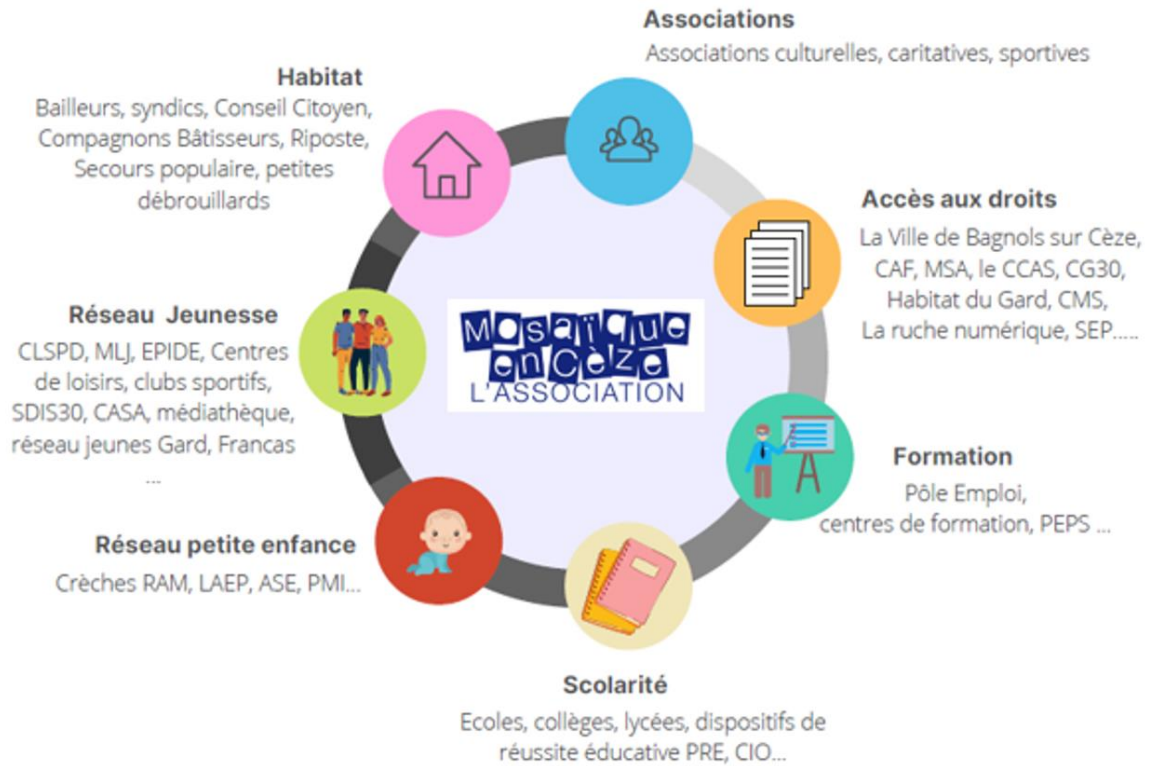 Associations
Associations culturelles, caritatives, sportives
Habitat
Bailleurs, syndics, Conseil Citoyen,
Compagnons Bâtisseurs, Riposte,
Secours populaire, petites
débrouillards
Accès aux droits
La Ville de Bagnols sur Cèze,
CAF, MSA, le CCAS, CG30,
Habitat du Gard, CMS,
La ruche numérique, SEP.....
Réseau Jeunesse
CLSPD, MLJ, EPIDE, Centres
de loisirs, clubs sportifs,
SDIS30, CASA, médiathèque,
réseau jeunes Gard, Francas
...
MOSaïQue
enCèze
L'ASSOCIATION
Formation
Pôle Emploi,
centres de formation, PEPS ...
Réseau petite enfance
Crèches RAM, LAEP, ASE, PMI...
Scolarité
Ecoles, collèges, lycées, dispositifs de
réussite éducative PRE, CIO...